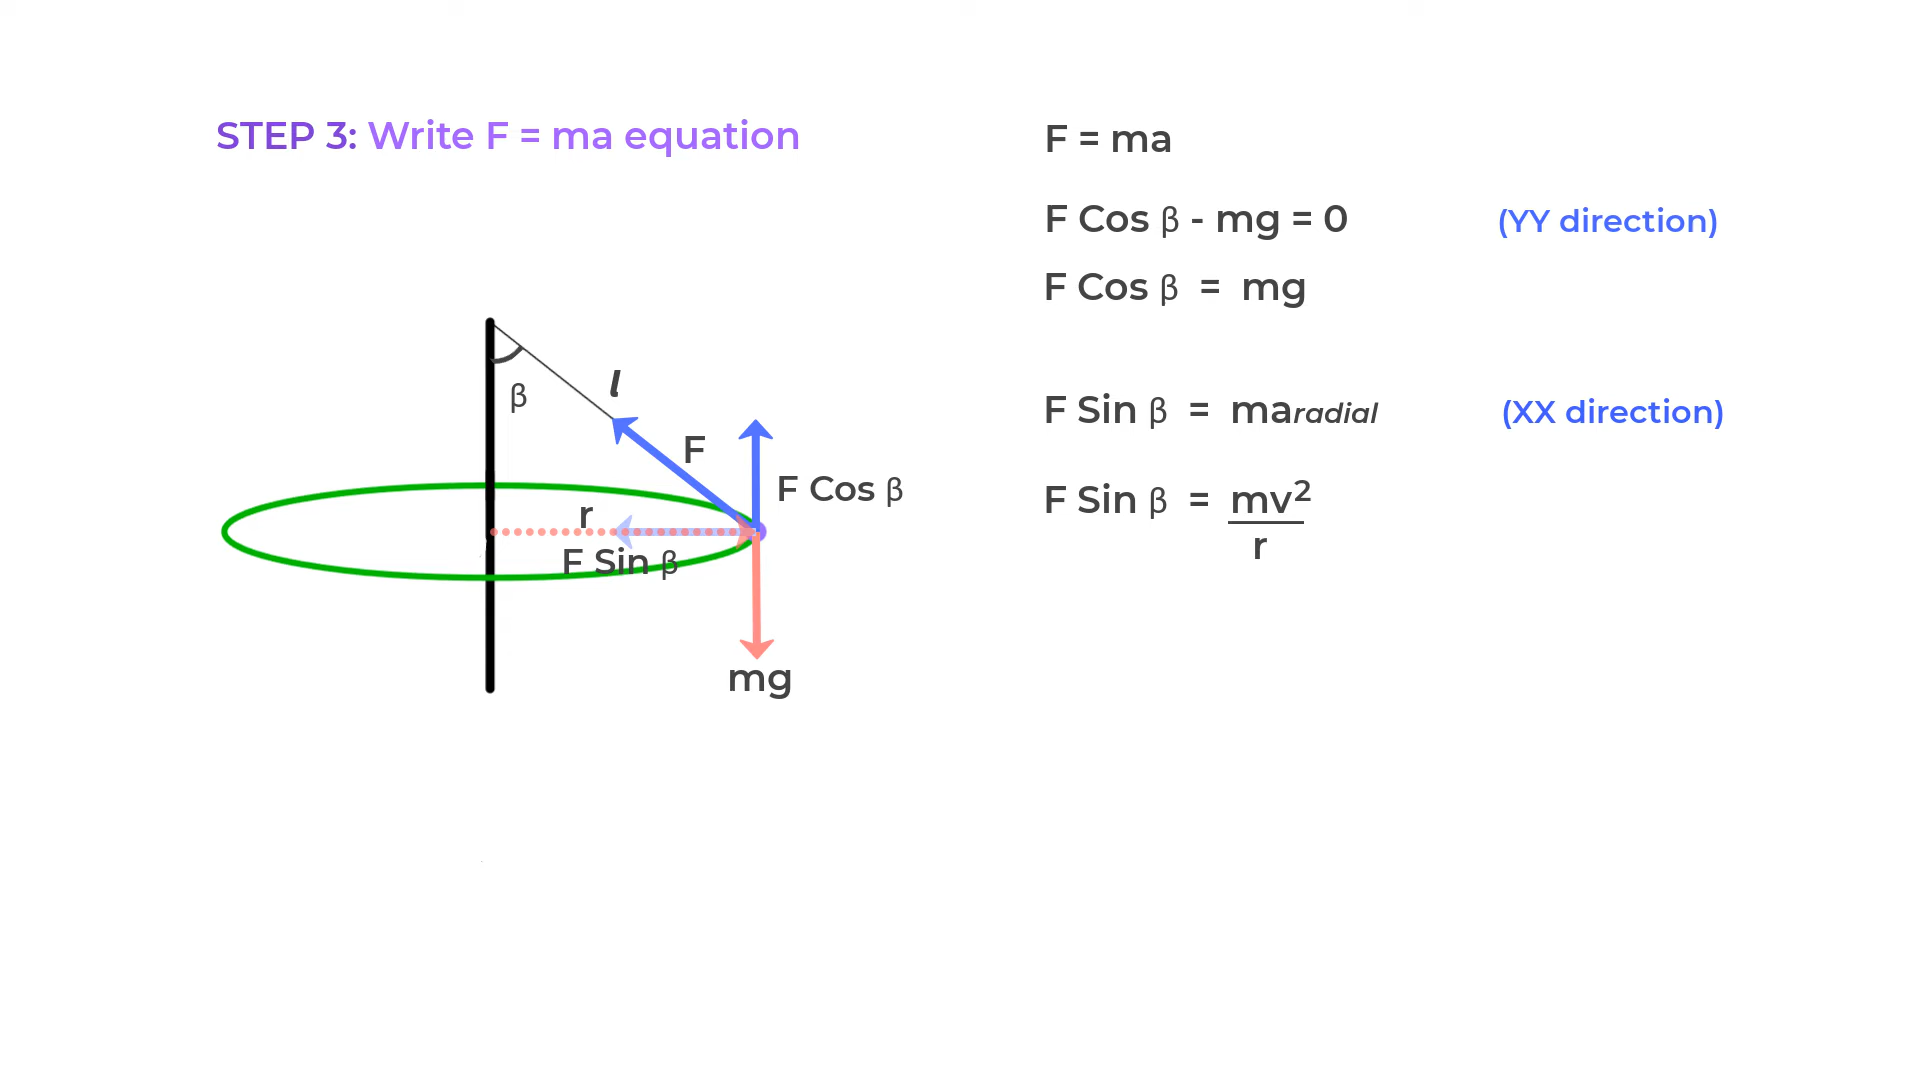 STEP 3: Write F = ma equation
F = ma
F Cos β - mg = 0 (YY direction)
F Cos β = mg
F Sin β = maradial (XX direction)
F Sin β = mv²
r
β
l
F
F Cos β
r
F Sin β
mg